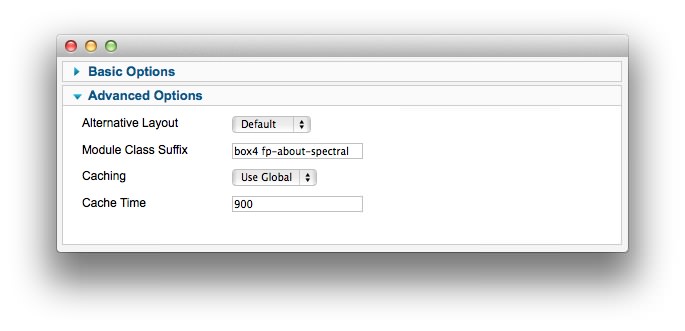 Basic Options
Advanced Options
Alternative Layout Default
Module Class Suffix box4 fp-about-spectral
Caching Use Global
Cache Time 900